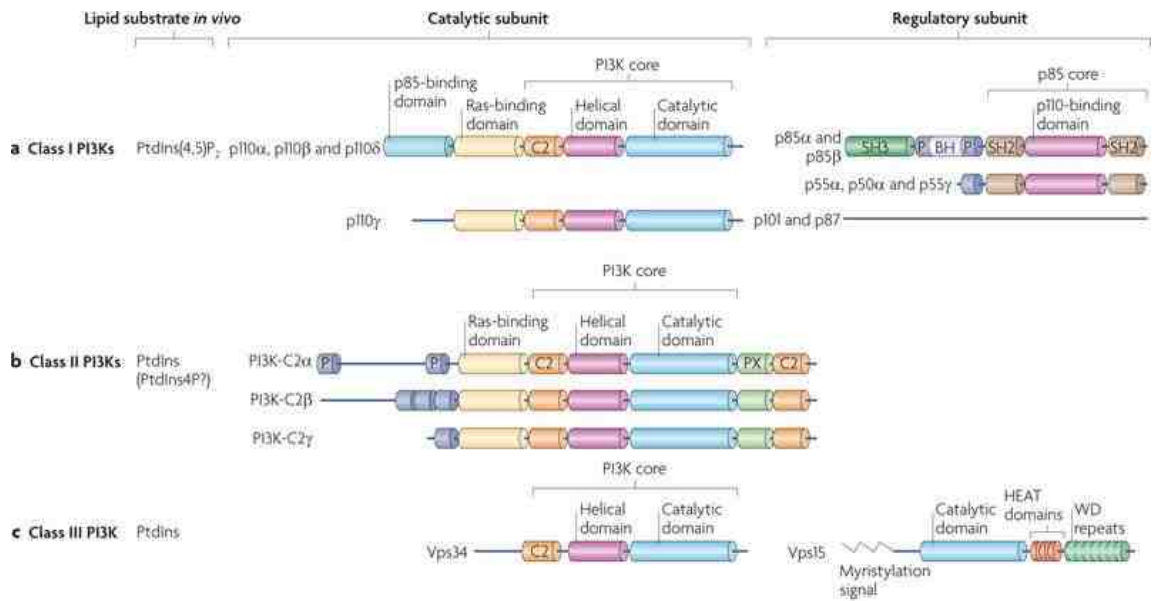 Lipid substrate in vivo
Catalytic subunit
Regulatory subunit
PI3K core
p85 core
p85-binding domain
Ras-binding domain
Helical domain
Catalytic domain
p110-binding domain
a Class I PI3Ks
PtdIns(4,5)P2
p110α, p110β and p110δ
C2
p85α and p85β
SH3
P
BH
P
SH2
SH2
p55α, p50α and p55γ
p110γ
p101 and p87
PI3K core
Ras-binding domain
Helical domain
Catalytic domain
b Class II PI3Ks
PtdIns
(PtdIns4P?)
PI3K-C2α
P
P
C2
PX
C2
PI3K-C2β
PI3K-C2γ
PI3K core
Helical domain
Catalytic domain
c Class III PI3K
PtdIns
Vps34
C2
Vps15
Myristylation signal
Catalytic domain
HEAT domains
WD repeats